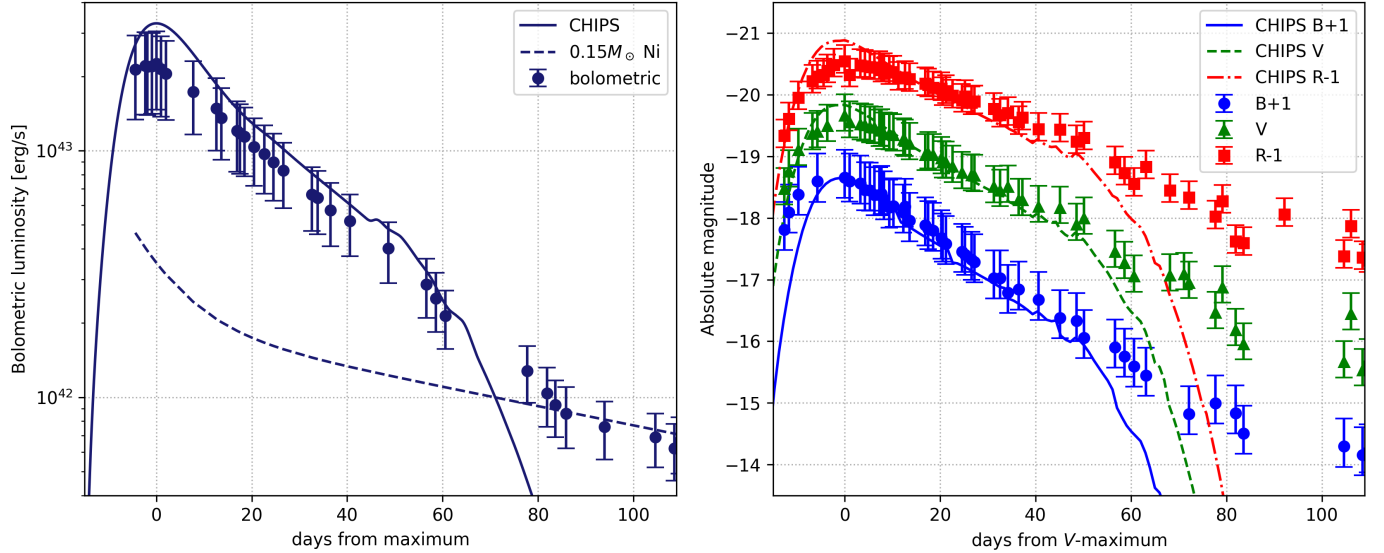 Bolometric luminosity [erg/s]
10^43
10^42
CHIPS
0.15M⊙ Ni
bolometric
0 20 40 60 80 100
days from maximum
Absolute magnitude
−21
−20
−19
−18
−17
−16
−15
−14
CHIPS B+1
CHIPS V
CHIPS R-1
B+1
V
R-1
0 20 40 60 80 100
days from V-maximum